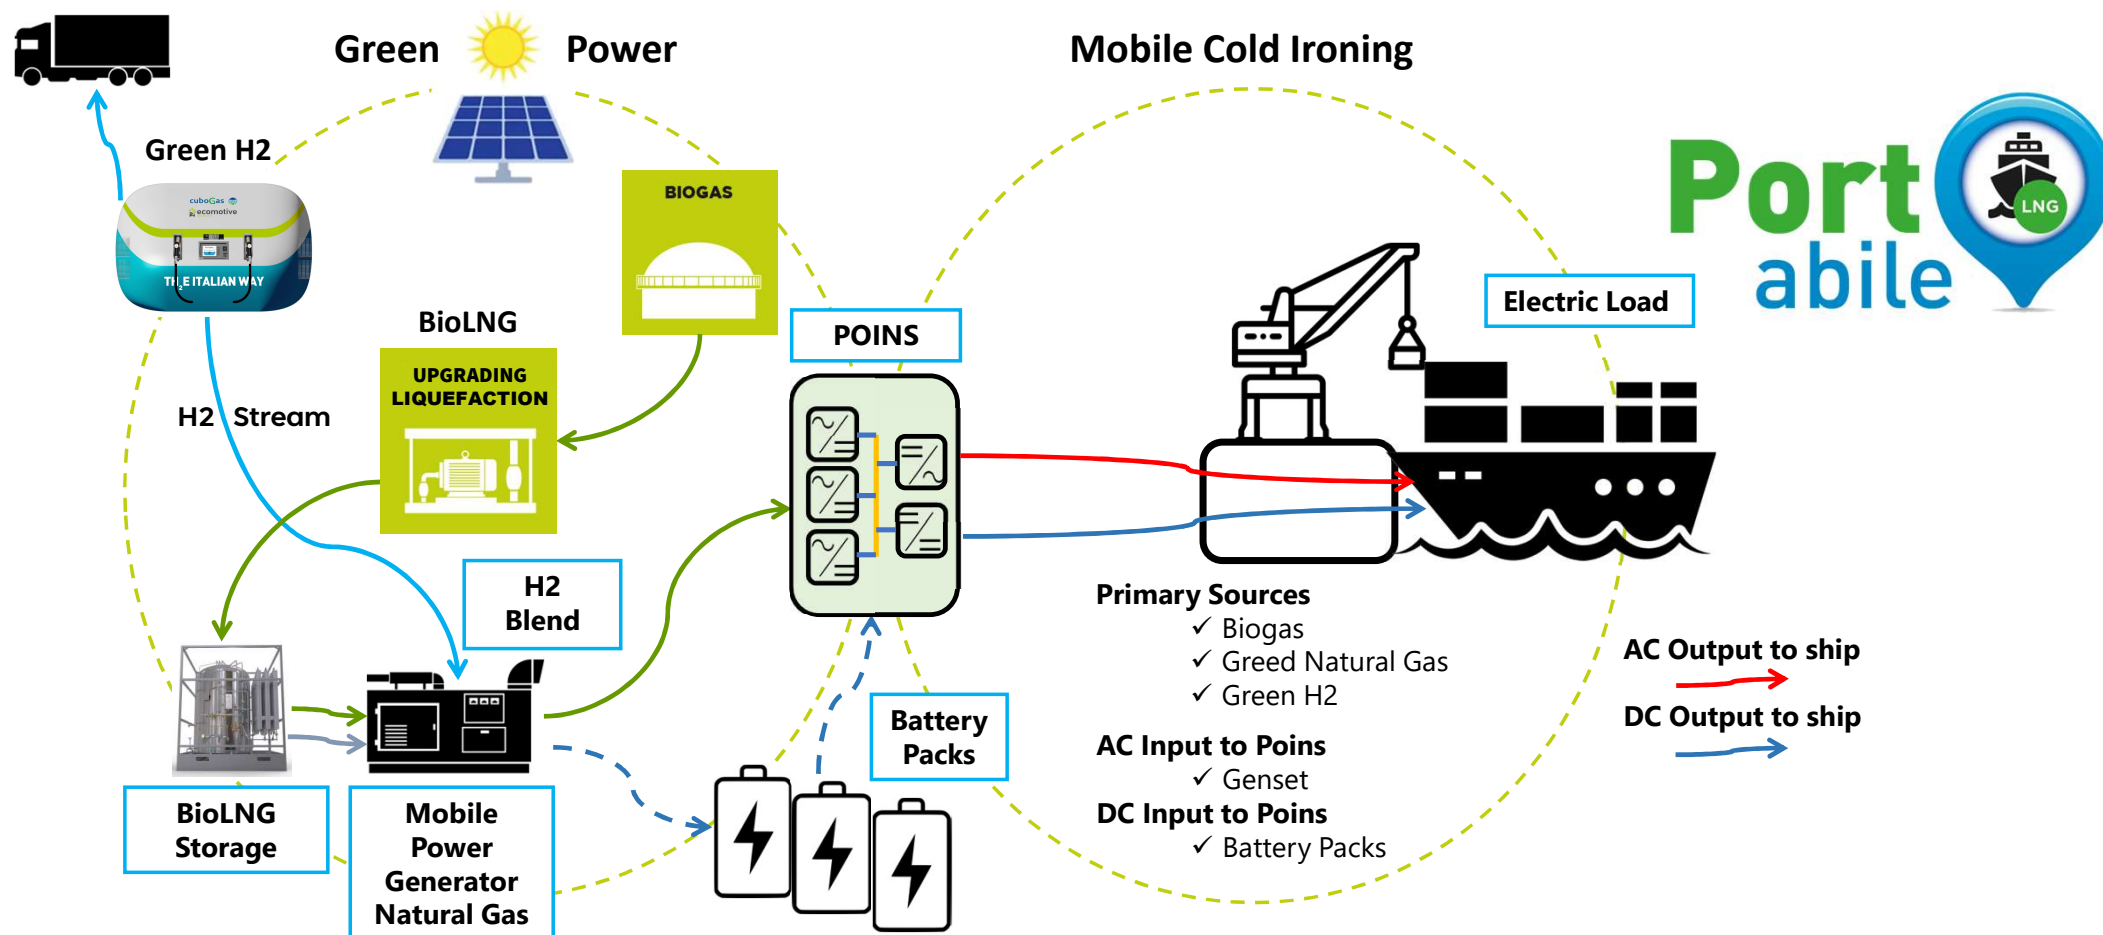 Green Power
Mobile Cold Ironing
Green H2
cuboGas
ecomotive
TH2E ITALIAN WAY
BIOGAS
Port
abile
LNG
BioLNG
UPGRADING
LIQUEFACTION
POINS
Electric Load
H2 Stream
H2
Blend
Primary Sources
✓ Biogas
✓ Greed Natural Gas
✓ Green H2
AC Input to Poins
✓ Genset
DC Input to Poins
✓ Battery Packs
AC Output to ship
DC Output to ship
Battery
Packs
BioLNG
Storage
Mobile
Power
Generator
Natural Gas